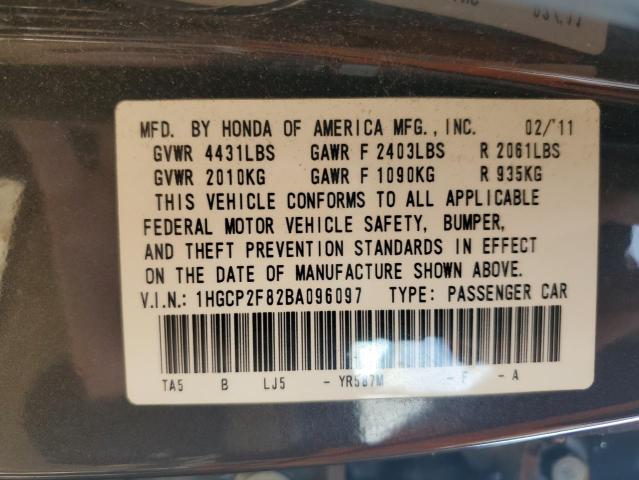 MFD. BY HONDA OF AMERICA MFG., INC. 02/'11
GVWR 4431LBS GAWR F 2403LBS R 2061LBS
GVWR 2010KG GAWR F 1090KG R 935KG
THIS VEHICLE CONFORMS TO ALL APPLICABLE
FEDERAL MOTOR VEHICLE SAFETY, BUMPER,
AND THEFT PREVENTION STANDARDS IN EFFECT
ON THE DATE OF MANUFACTURE SHOWN ABOVE.
V.I.N.: 1HGCP2F82BA096097 TYPE: PASSENGER CAR
TA5 B LJ5 - YR587M - F - A